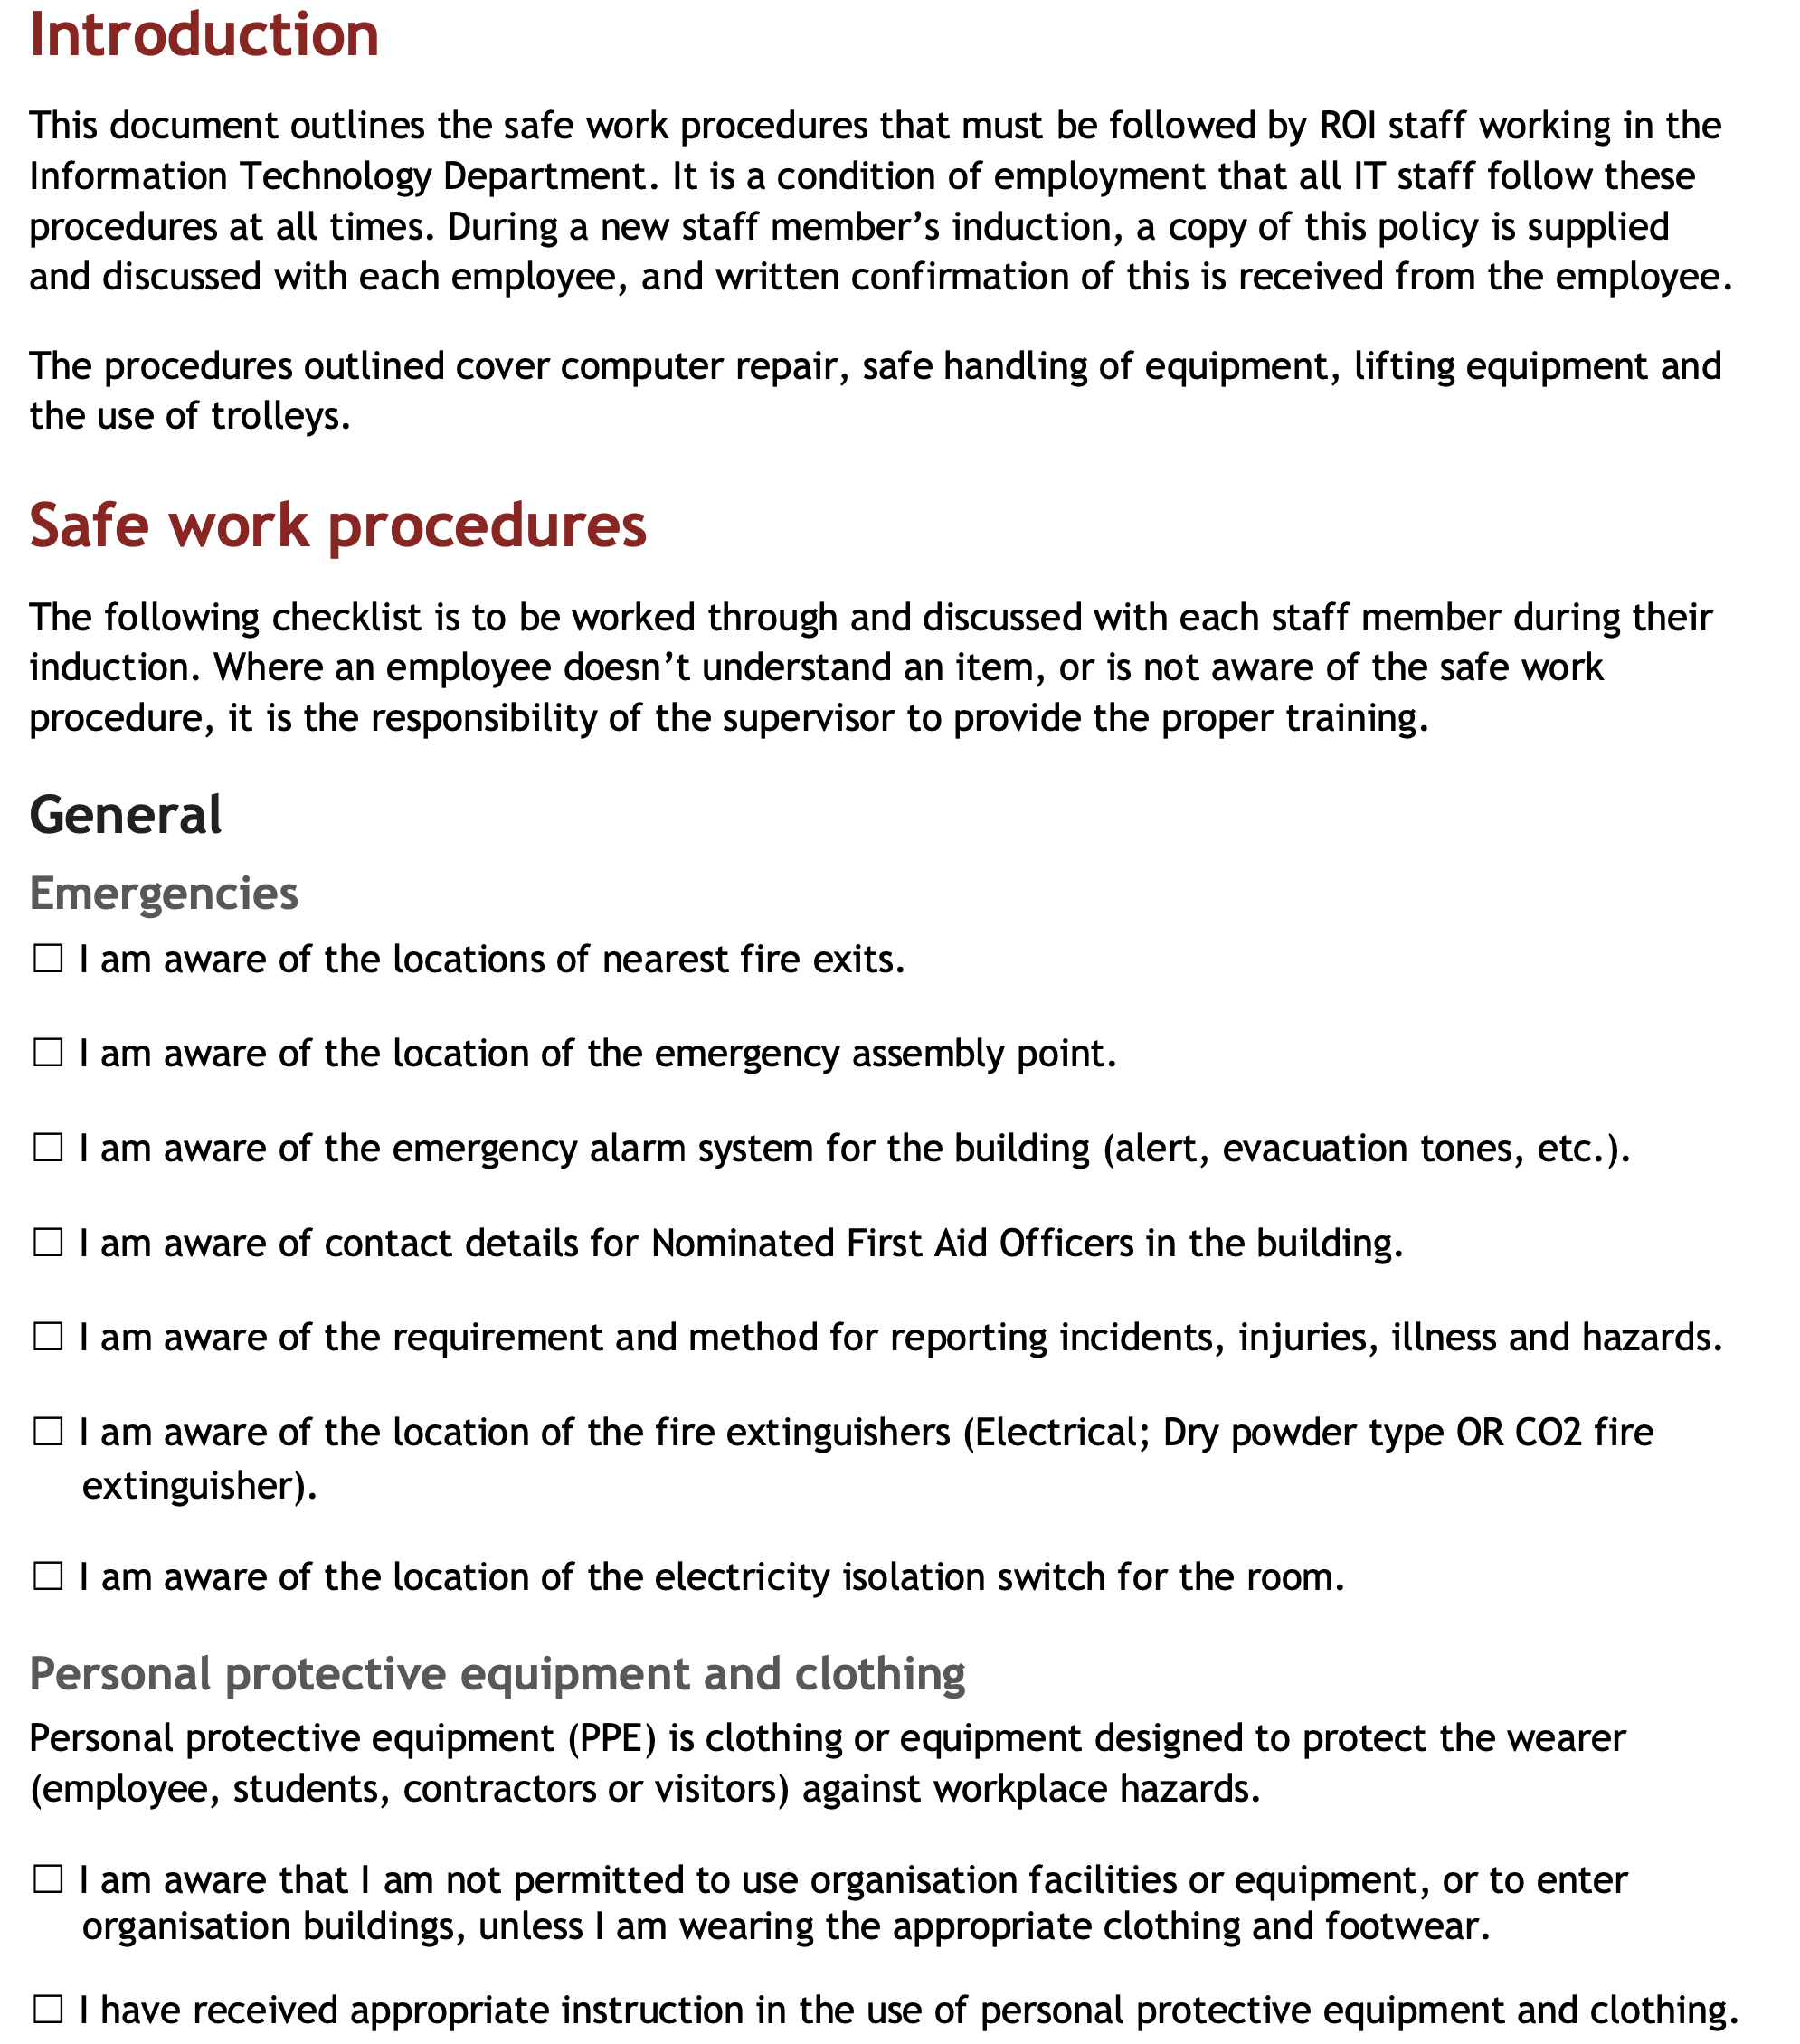 Introduction
This document outlines the safe work procedures that must be followed by ROI staff working in the
Information Technology Department. It is a condition of employment that all IT staff follow these
procedures at all times. During a new staff member’s induction, a copy of this policy is supplied
and discussed with each employee, and written confirmation of this is received from the employee.
The procedures outlined cover computer repair, safe handling of equipment, lifting equipment and
the use of trolleys.
Safe work procedures
The following checklist is to be worked through and discussed with each staff member during their
induction. Where an employee doesn’t understand an item, or is not aware of the safe work
procedure, it is the responsibility of the supervisor to provide the proper training.
General
Emergencies
☐ I am aware of the locations of nearest fire exits.
☐ I am aware of the location of the emergency assembly point.
☐ I am aware of the emergency alarm system for the building (alert, evacuation tones, etc.).
☐ I am aware of contact details for Nominated First Aid Officers in the building.
☐ I am aware of the requirement and method for reporting incidents, injuries, illness and hazards.
☐ I am aware of the location of the fire extinguishers (Electrical; Dry powder type OR CO2 fire
extinguisher).
☐ I am aware of the location of the electricity isolation switch for the room.
Personal protective equipment and clothing
Personal protective equipment (PPE) is clothing or equipment designed to protect the wearer
(employee, students, contractors or visitors) against workplace hazards.
☐ I am aware that I am not permitted to use organisation facilities or equipment, or to enter
organisation buildings, unless I am wearing the appropriate clothing and footwear.
☐ I have received appropriate instruction in the use of personal protective equipment and clothing.